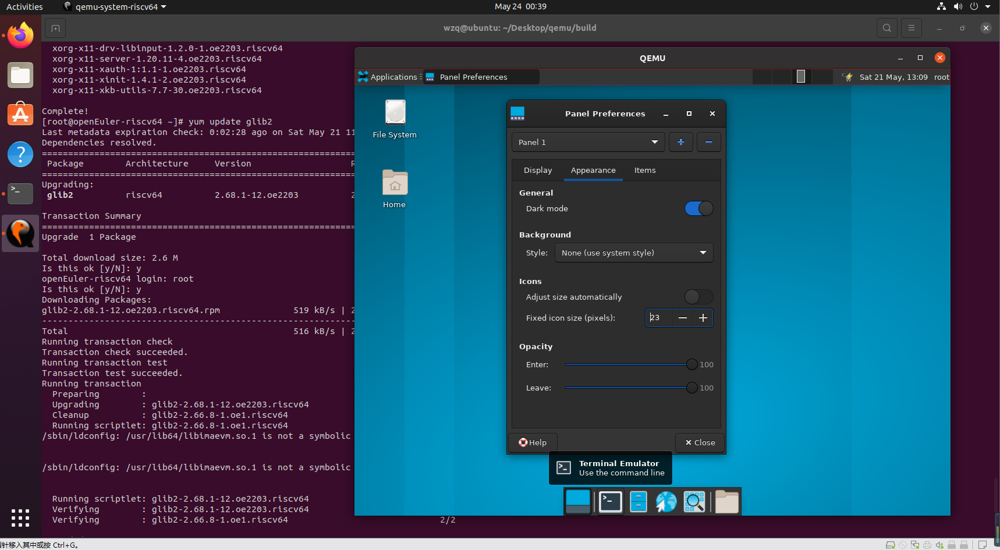 Activities
qemu-system-riscv64
May 24  00:39
wzq@ubuntu: ~/Desktop/qemu/build
xorg-x11-drv-libinput-1.2.0-1.oe2203.riscv64
xorg-x11-server-1.20.11-4.oe2203.riscv64
xorg-x11-xauth-1:1.1-1.oe2203.riscv64
xorg-x11-xinit-1.4.1-2.oe2203.riscv64
xorg-x11-xkb-utils-7.7-30.oe2203.riscv64
Complete!
[root@openEuler-riscv64 ~]# yum update glib2
Last metadata expiration check: 0:02:28 ago on Sat May 21 11
Dependencies resolved.
============================================================
Package        Architecture     Version                   R
============================================================
Upgrading:
glib2          riscv64          2.68.1-12.oe2203          2
Transaction Summary
============================================================
Upgrade  1 Package
Total download size: 2.6 M
Is this ok [y/N]: y
openEuler-riscv64 login: root
Is this ok [y/N]: y
Downloading Packages:
glib2-2.68.1-12.oe2203.riscv64.rpm              519 kB/s | 2
------------------------------------------------------------
Total                                           516 kB/s | 2
Running transaction check
Transaction check succeeded.
Running transaction test
Transaction test succeeded.
Running transaction
Preparing        :
Upgrading        : glib2-2.68.1-12.oe2203.riscv64
Cleanup          : glib2-2.66.8-1.oe1.riscv64
Running scriptlet: glib2-2.66.8-1.oe1.riscv64
/sbin/ldconfig: /usr/lib64/libimaevm.so.1 is not a symbolic
/sbin/ldconfig: /usr/lib64/libimaevm.so.1 is not a symbolic
Running scriptlet: glib2-2.68.1-12.oe2203.riscv64
Verifying        : glib2-2.68.1-12.oe2203.riscv64
Verifying        : glib2-2.66.8-1.oe1.riscv64                             2/2
QEMU
Applications
Panel Preferences
Sat 21 May, 13:09
root
File System
Home
Panel Preferences
Panel 1
Display
Appearance
Items
General
Dark mode
Background
Style:
None (use system style)
Icons
Adjust size automatically
Fixed icon size (pixels):
23
Opacity
Enter:
100
Leave:
100
Help
Close
Terminal Emulator
Use the command line
针移入其中或按 Ctrl+G。